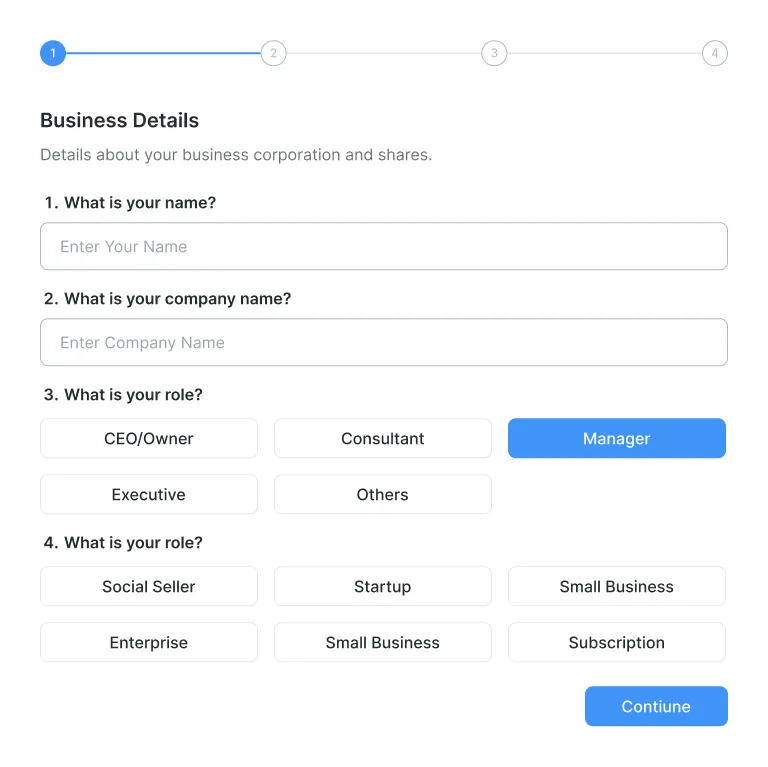 1 2 3 4
Business Details
Details about your business corporation and shares.
1. What is your name?
Enter Your Name
2. What is your company name?
Enter Company Name
3. What is your role?
CEO/Owner Consultant Manager
Executive Others
4. What is your role?
Social Seller Startup Small Business
Enterprise Small Business Subscription
Contiune